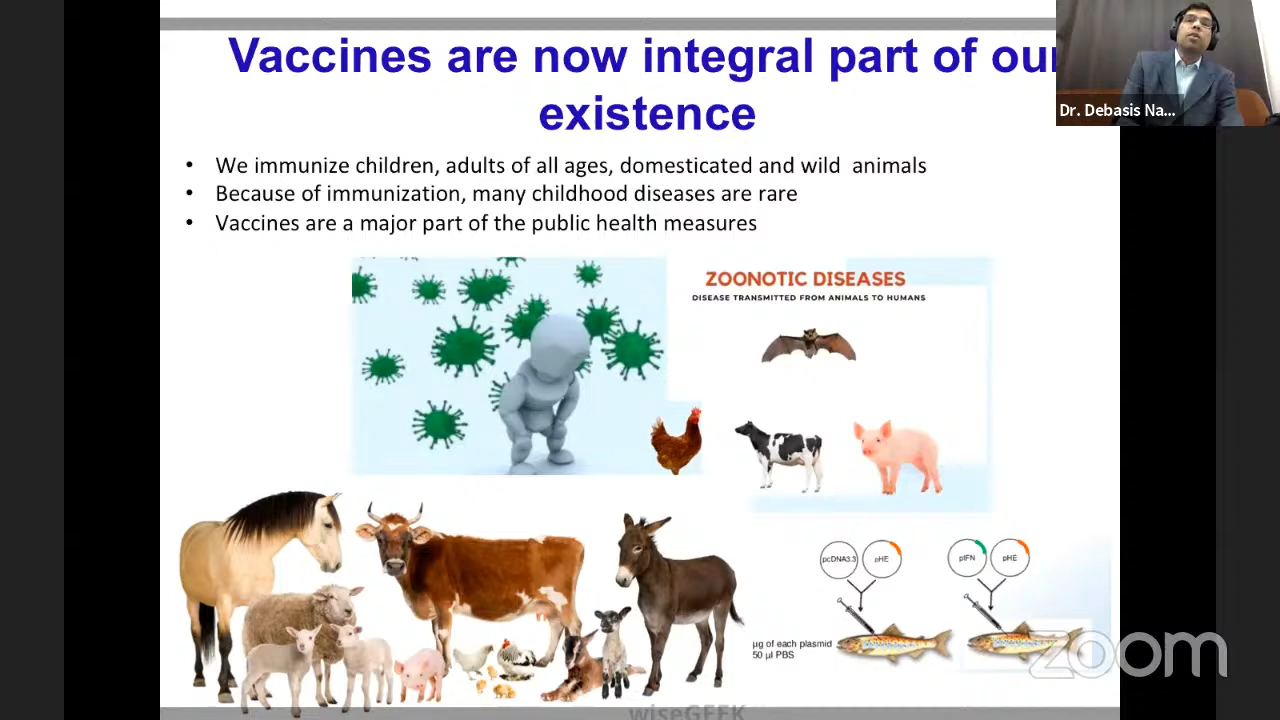 Vaccines are now integral part of our
existence
Dr. Debasis Na...
• We immunize children, adults of all ages, domesticated and wild animals
• Because of immunization, many childhood diseases are rare
• Vaccines are a major part of the public health measures
ZOONOTIC DISEASES
DISEASE TRANSMITTED FROM ANIMALS TO HUMANS
pcDNA3.3 pHE pIFN pHE
µg of each plasmid
50 µl PBS
zoom
wiseGEEK